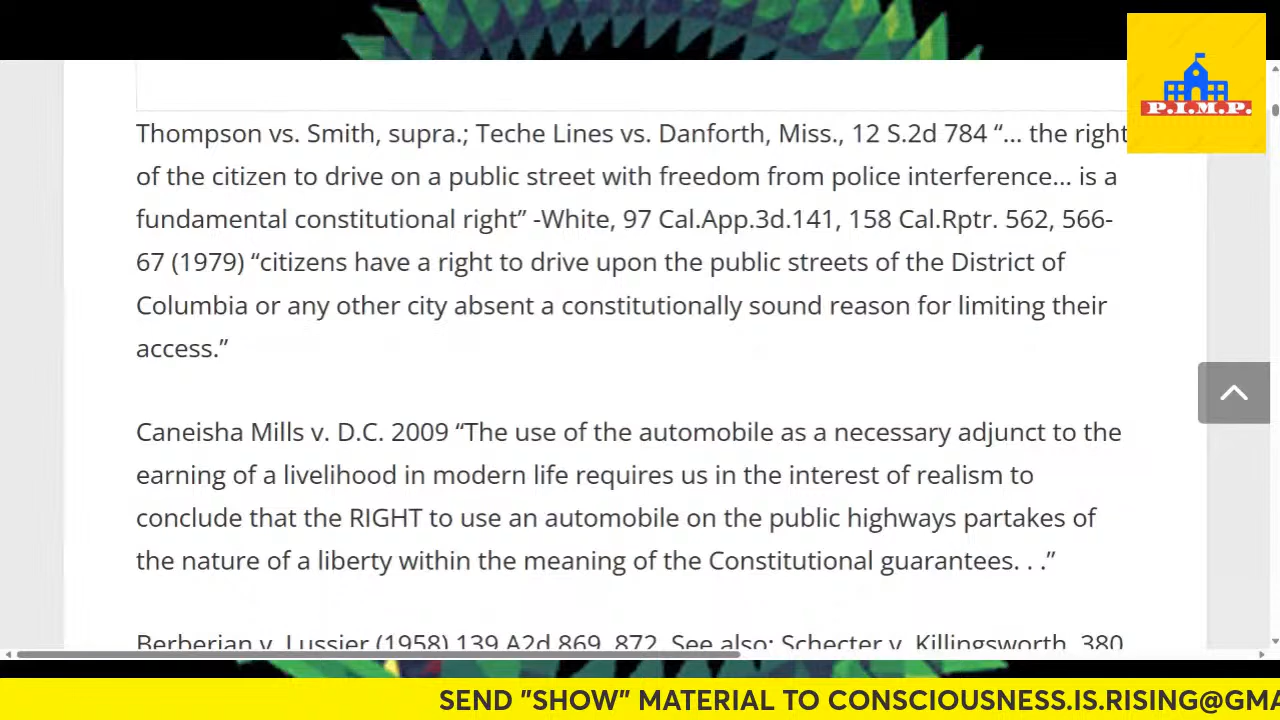 P.I.M.P.
Thompson vs. Smith, supra.; Teche Lines vs. Danforth, Miss., 12 S.2d 784 “… the right
of the citizen to drive on a public street with freedom from police interference… is a
fundamental constitutional right” -White, 97 Cal.App.3d.141, 158 Cal.Rptr. 562, 566-
67 (1979) “citizens have a right to drive upon the public streets of the District of
Columbia or any other city absent a constitutionally sound reason for limiting their
access.”
Caneisha Mills v. D.C. 2009 “The use of the automobile as a necessary adjunct to the
earning of a livelihood in modern life requires us in the interest of realism to
conclude that the RIGHT to use an automobile on the public highways partakes of
the nature of a liberty within the meaning of the Constitutional guarantees. . .”
Berberian v. Lussier (1958) 139 A2d 869, 872, See also: Schecter v. Killingsworth, 380
SEND "SHOW" MATERIAL TO CONSCIOUSNESS.IS.RISING@GMA